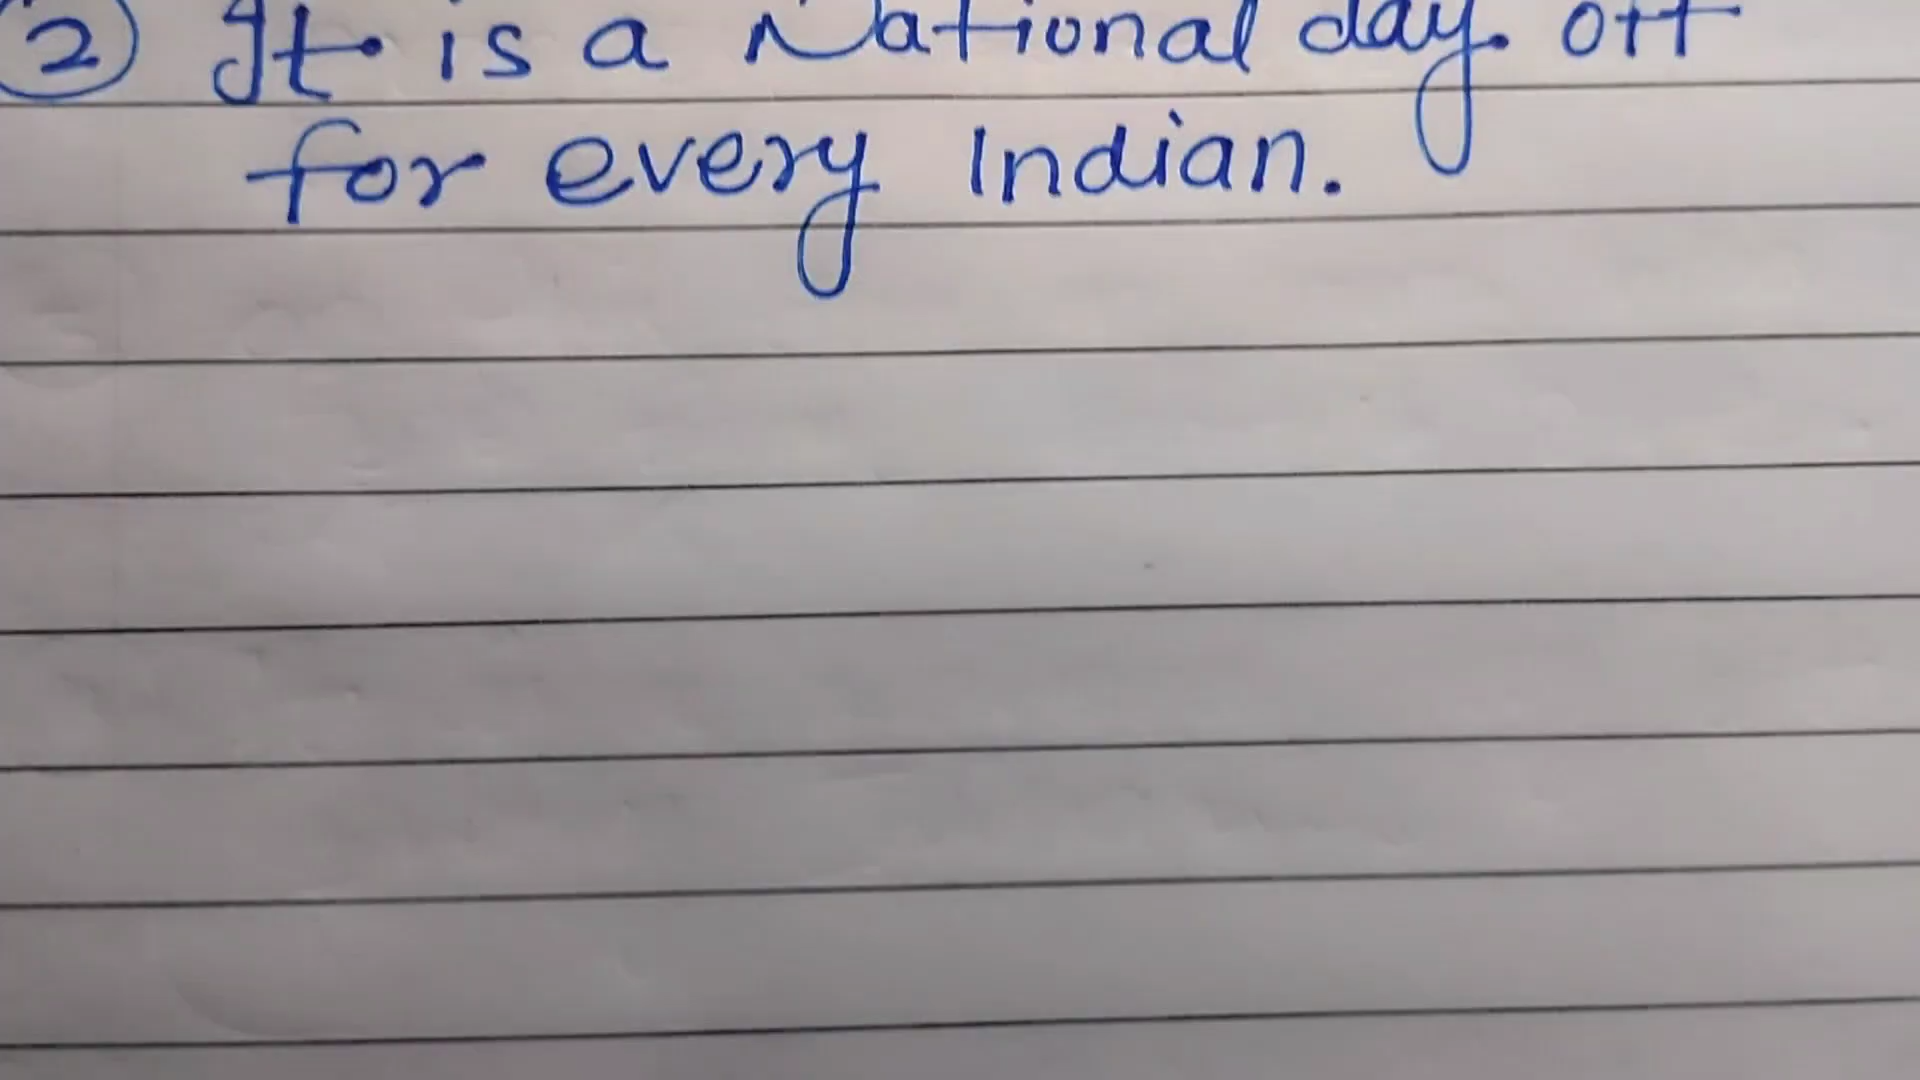 ② It is a National day. off
for every Indian.